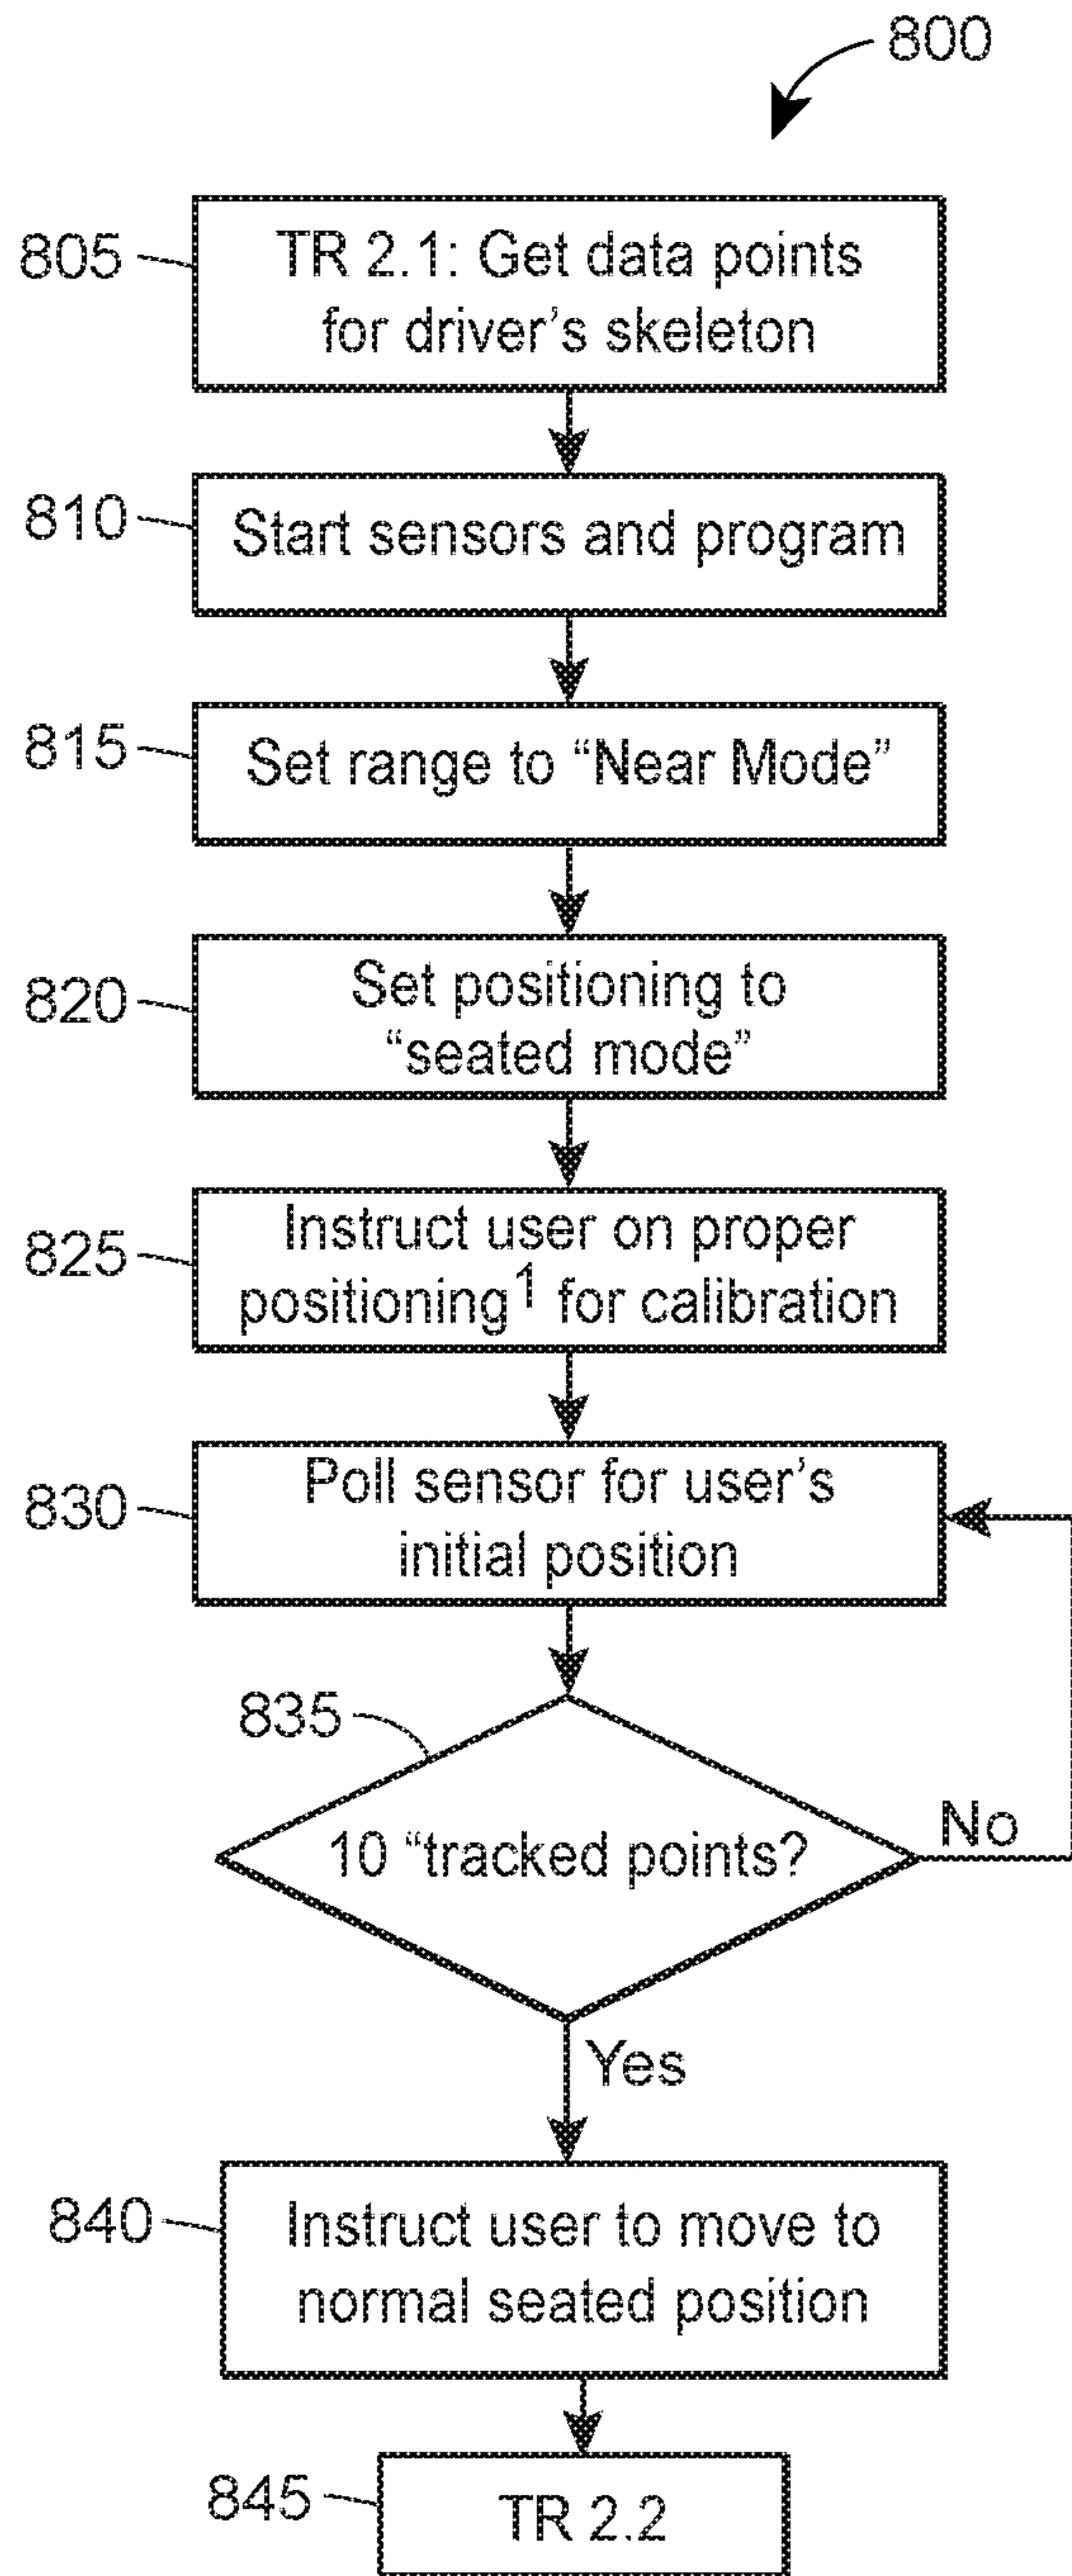 800
805
TR 2.1: Get data points
for driver's skeleton
810
Start sensors and program
815
Set range to “Near Mode”
820
Set positioning to
“seated mode”
825
Instruct user on proper
positioning¹ for calibration
830
Poll sensor for user's
initial position
835
10 “tracked points?
No
Yes
840
Instruct user to move to
normal seated position
845
TR 2.2